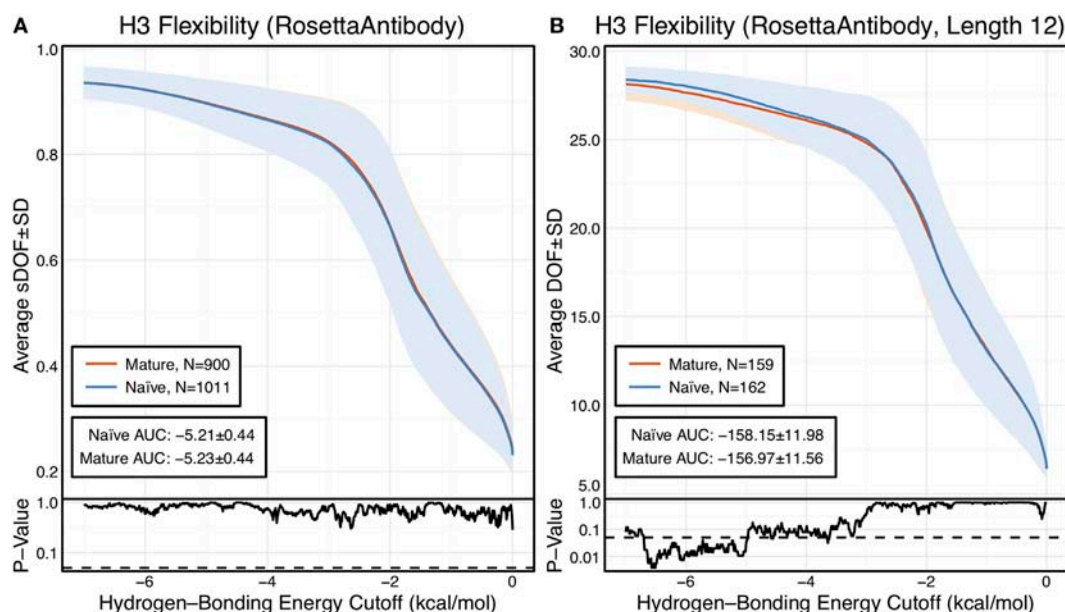 A H3 Flexibility (RosettaAntibody)
1.0
0.8
0.6
0.4
0.2
Average sDOF±SD
Mature, N=900
Naïve, N=1011
Naïve AUC: −5.21±0.44
Mature AUC: −5.23±0.44
1.0
0.1
P−Value
−6 −4 −2 0
Hydrogen−Bonding Energy Cutoff (kcal/mol)
B H3 Flexibility (RosettaAntibody, Length 12)
30.0
25.0
20.0
15.0
10.0
5.0
Average DOF±SD
Mature, N=159
Naïve, N=162
Naïve AUC: −158.15±11.98
Mature AUC: −156.97±11.56
1.0
0.1
0.01
P−Value
−6 −4 −2 0
Hydrogen−Bonding Energy Cutoff (kcal/mol)